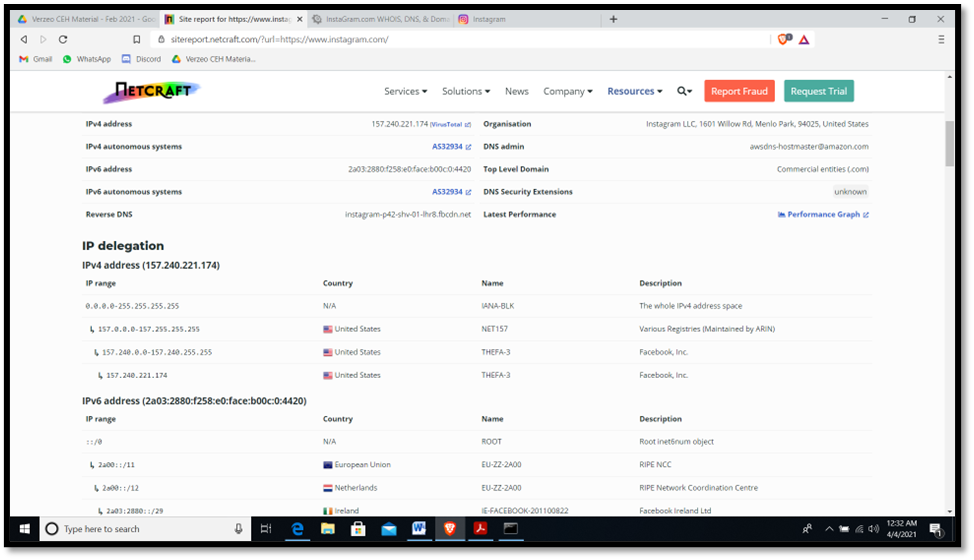 Verzeo CEH Material - Feb 2021 - Goo
Site report for https://www.instag
InstaGram.com WHOIS, DNS, & Doma
Instagram
sitereport.netcraft.com/?url=https://www.instagram.com/
Gmail WhatsApp Discord Verzeo CEH Materia...
NETCRAFT
Services Solutions News Company Resources Report Fraud Request Trial
IPv4 address 157.240.221.174 (VirusTotal) Organisation Instagram LLC, 1601 Willow Rd, Menlo Park, 94025, United States
IPv4 autonomous systems AS32934 DNS admin awsdns-hostmaster@amazon.com
IPv6 address 2a03:2880:f258:e0:face:b00c:0:4420 Top Level Domain Commercial entities (.com)
IPv6 autonomous systems AS32934 DNS Security Extensions unknown
Reverse DNS instagram-p42-shv-01-lhr8.fbcdn.net Latest Performance Performance Graph
IP delegation
IPv4 address (157.240.221.174)
IP range Country Name Description
0.0.0.0-255.255.255.255 N/A IANA-BLK The whole IPv4 address space
↳ 157.0.0.0-157.255.255.255 United States NET157 Various Registries (Maintained by ARIN)
↳ 157.240.0.0-157.240.255.255 United States THEFA-3 Facebook, Inc.
↳ 157.240.221.174 United States THEFA-3 Facebook, Inc.
IPv6 address (2a03:2880:f258:e0:face:b00c:0:4420)
IP range Country Name Description
::/0 N/A ROOT Root inet6num object
↳ 2a00::/11 European Union EU-ZZ-2A00 RIPE NCC
↳ 2a00::/12 Netherlands EU-ZZ-2A00 RIPE Network Coordination Centre
↳ 2a03:2880::/29 Ireland IE-FACEBOOK-201100822 Facebook Ireland Ltd
Type here to search
12:32 AM
4/4/2021
1